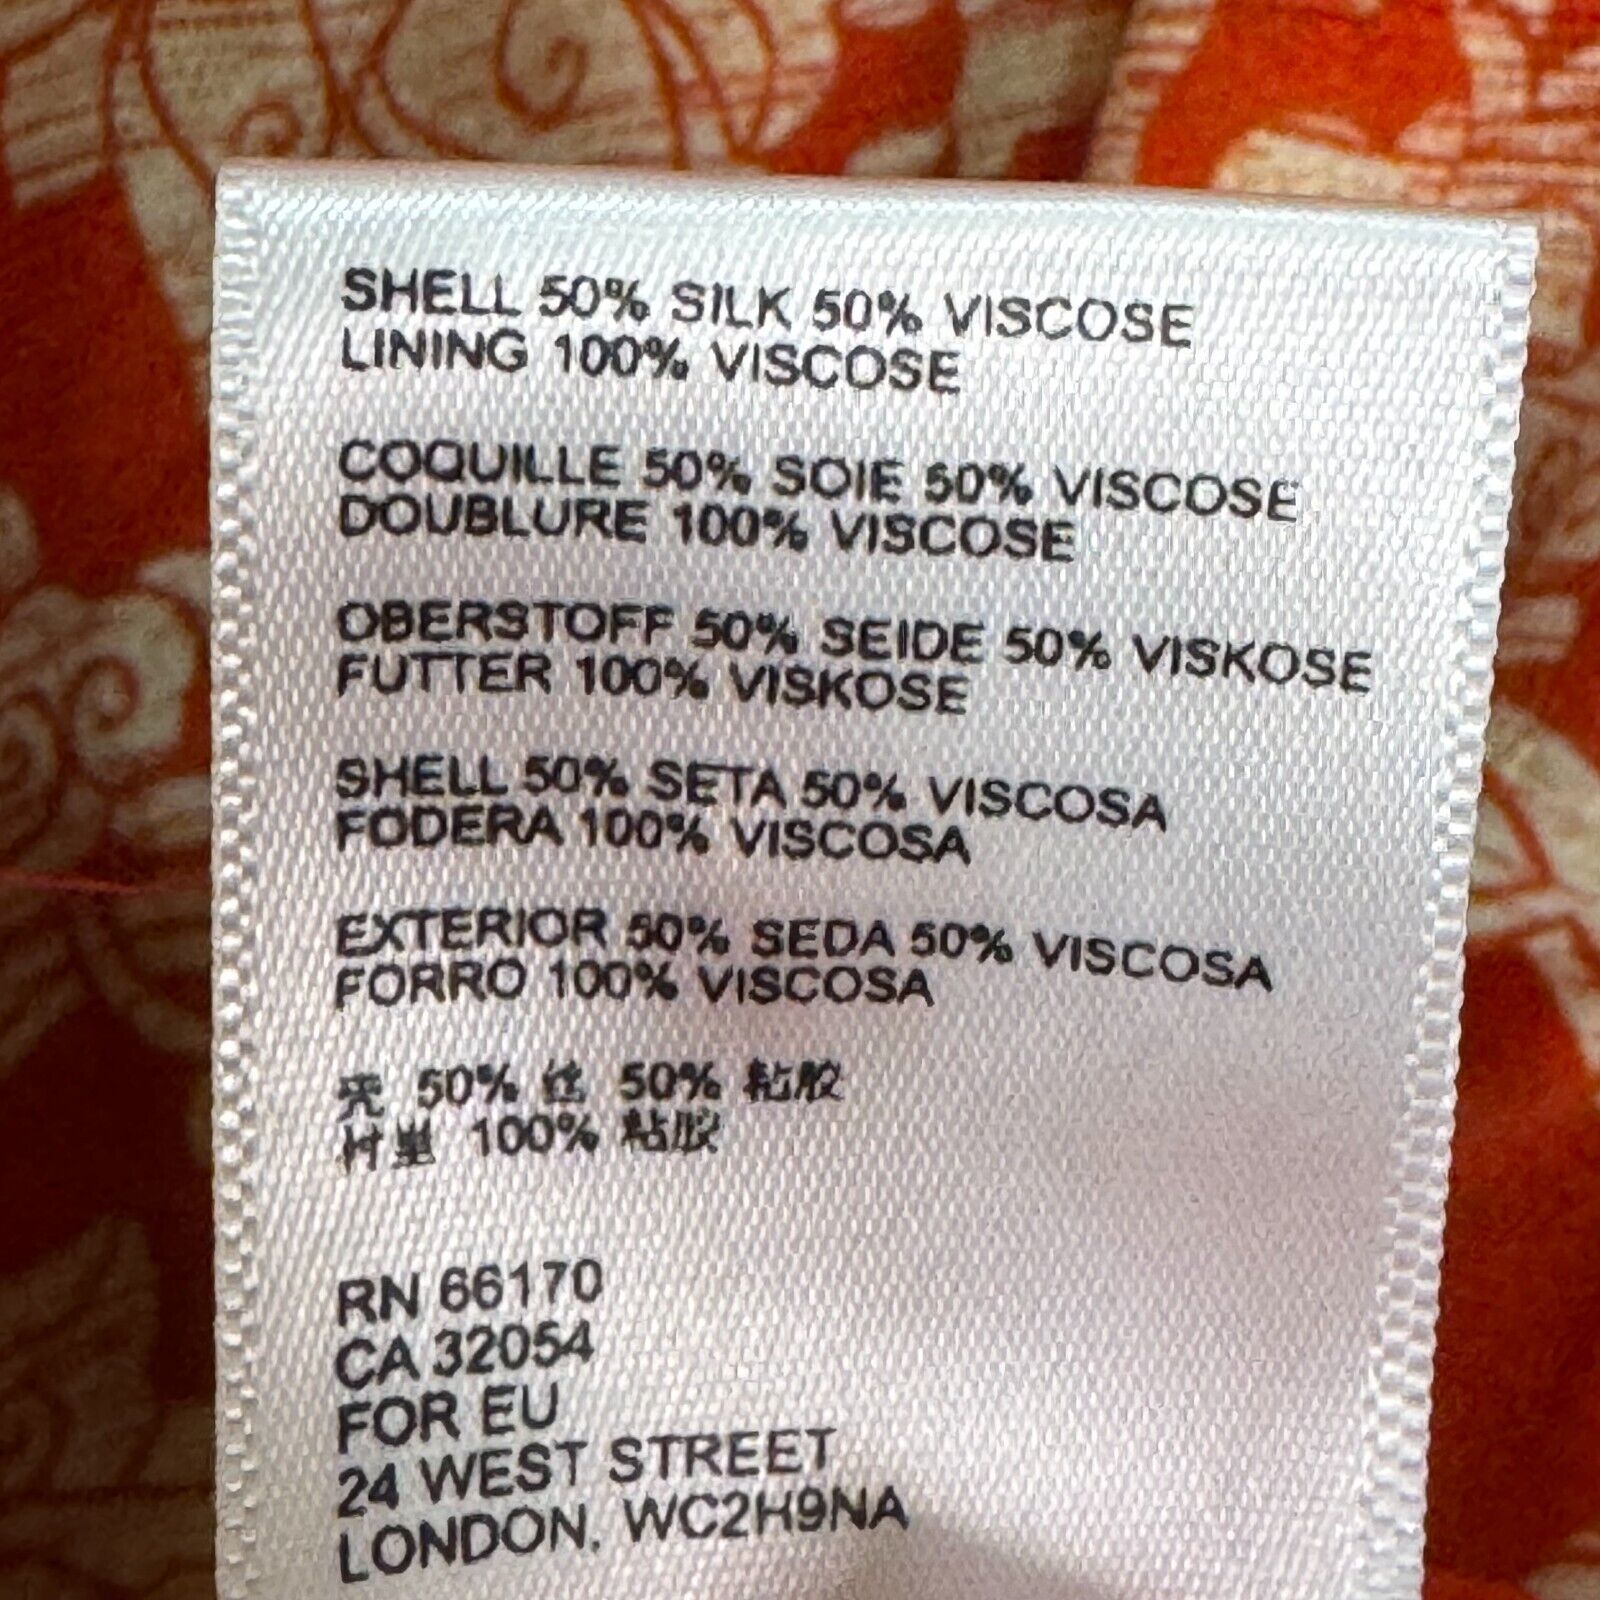 SHELL 50% SILK 50% VISCOSE
LINING 100% VISCOSE
COQUILLE 50% SOIE 50% VISCOSE
DOUBLURE 100% VISCOSE
OBERSTOFF 50% SEIDE 50% VISKOSE
FUTTER 100% VISKOSE
SHELL 50% SETA 50% VISCOSA
FODERA 100% VISCOSA
EXTERIOR 50% SEDA 50% VISCOSA
FORRO 100% VISCOSA
壳 50% 丝 50% 粘胶
衬里 100% 粘胶
RN 66170
CA 32054
FOR EU
24 WEST STREET
LONDON, WC2H9NA